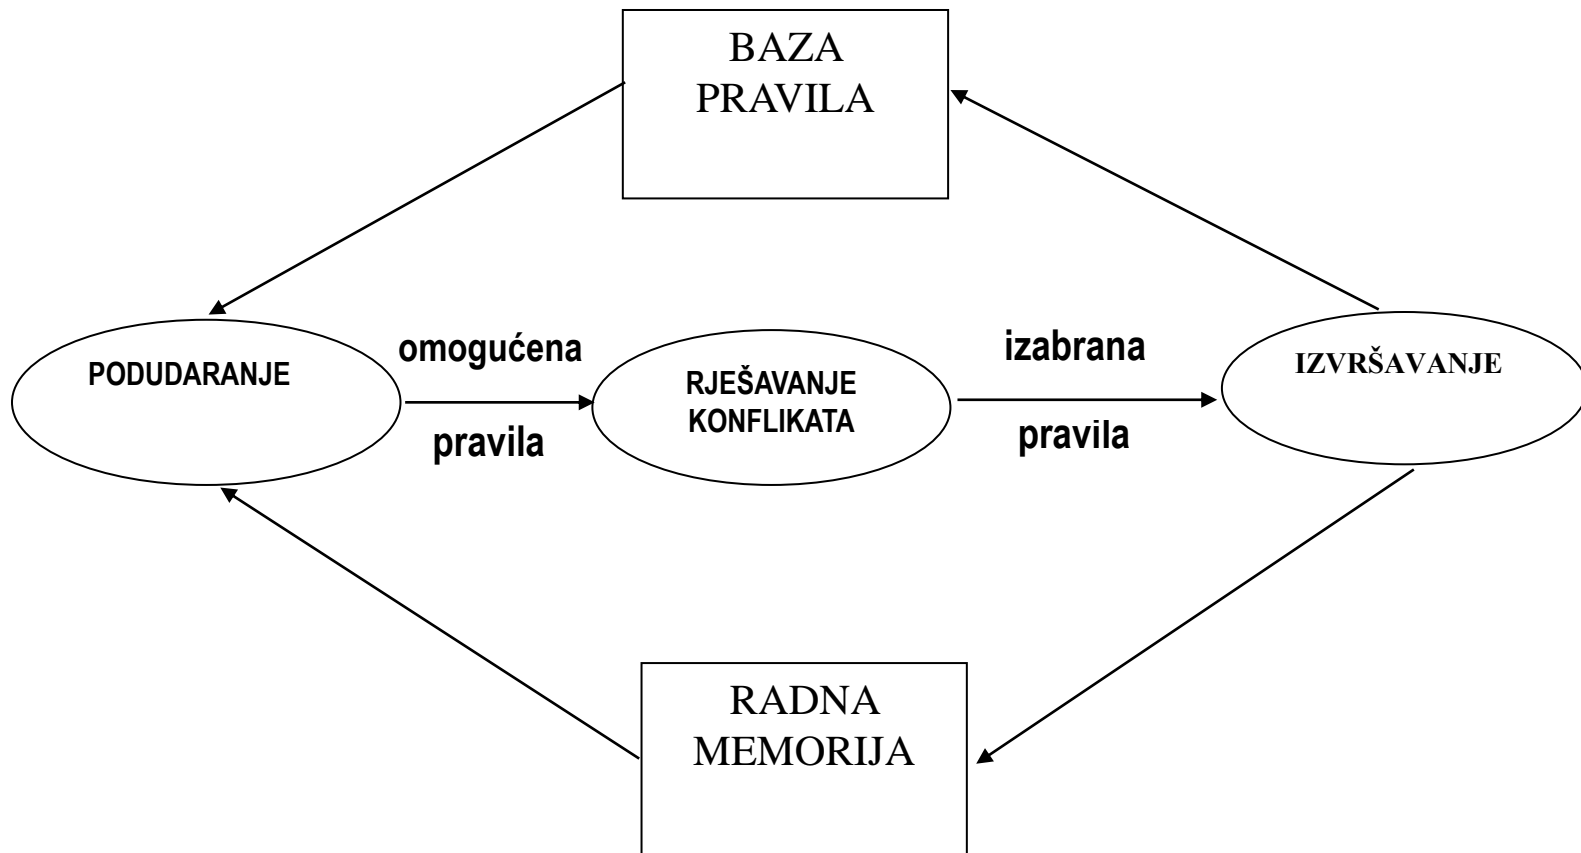 BAZA
PRAVILA
PODUDARANJE
omogućena
pravila
RJEŠAVANJE
KONFLIKATA
izabrana
pravila
IZVRŠAVANJE
RADNA
MEMORIJA